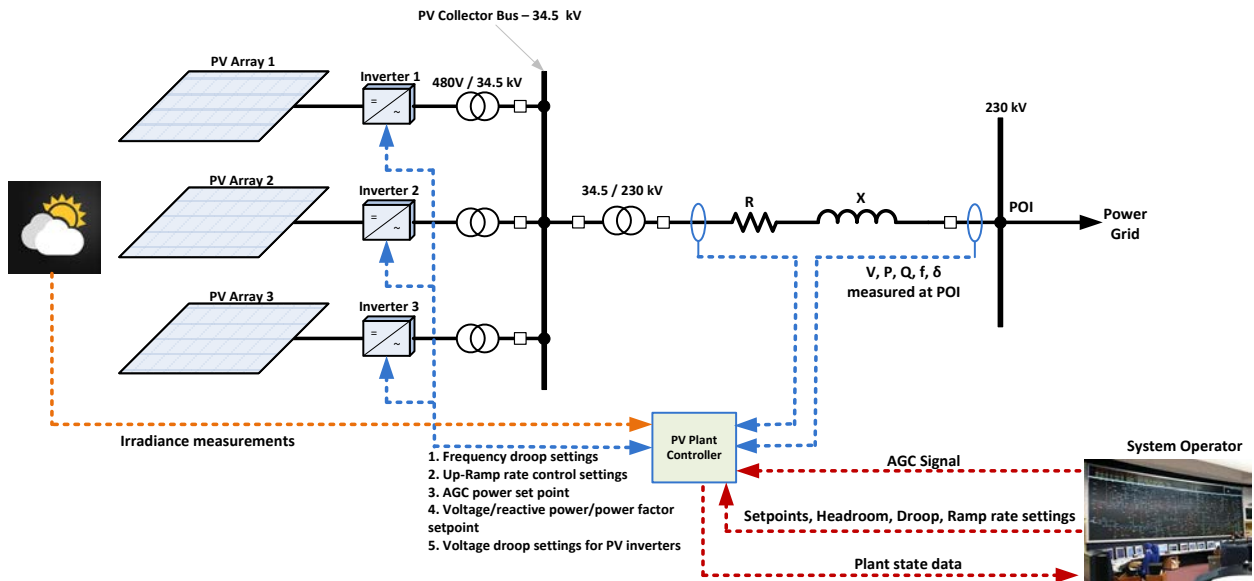 PV Collector Bus – 34.5 kV
PV Array 1
Inverter 1
480V / 34.5 kV
=
~
230 kV
PV Array 2
Inverter 2
=
~
34.5 / 230 kV
R
X
POI
Power
Grid
V, P, Q, f, δ
measured at POI
PV Array 3
Inverter 3
=
~
Irradiance measurements
PV Plant
Controller
1. Frequency droop settings
2. Up-Ramp rate control settings
3. AGC power set point
4. Voltage/reactive power/power factor
setpoint
5. Voltage droop settings for PV inverters
System Operator
AGC Signal
Setpoints, Headroom, Droop, Ramp rate settings
Plant state data